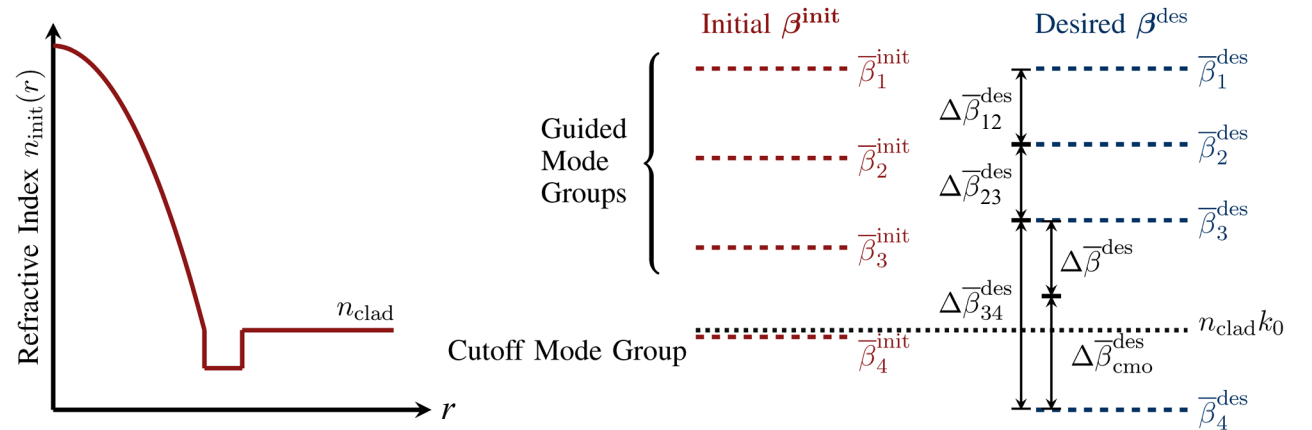 Refractive Index n_init(r)
n_clad
r
Initial β^init
Guided
Mode
Groups
β̅_1^init
β̅_2^init
β̅_3^init
Cutoff Mode Group
β̅_4^init
Desired β^des
Δβ̅_12^des
Δβ̅_23^des
Δβ̅_34^des
Δβ̅^des
Δβ̅_cmo^des
β̅_1^des
β̅_2^des
β̅_3^des
n_clad k_0
β̅_4^des